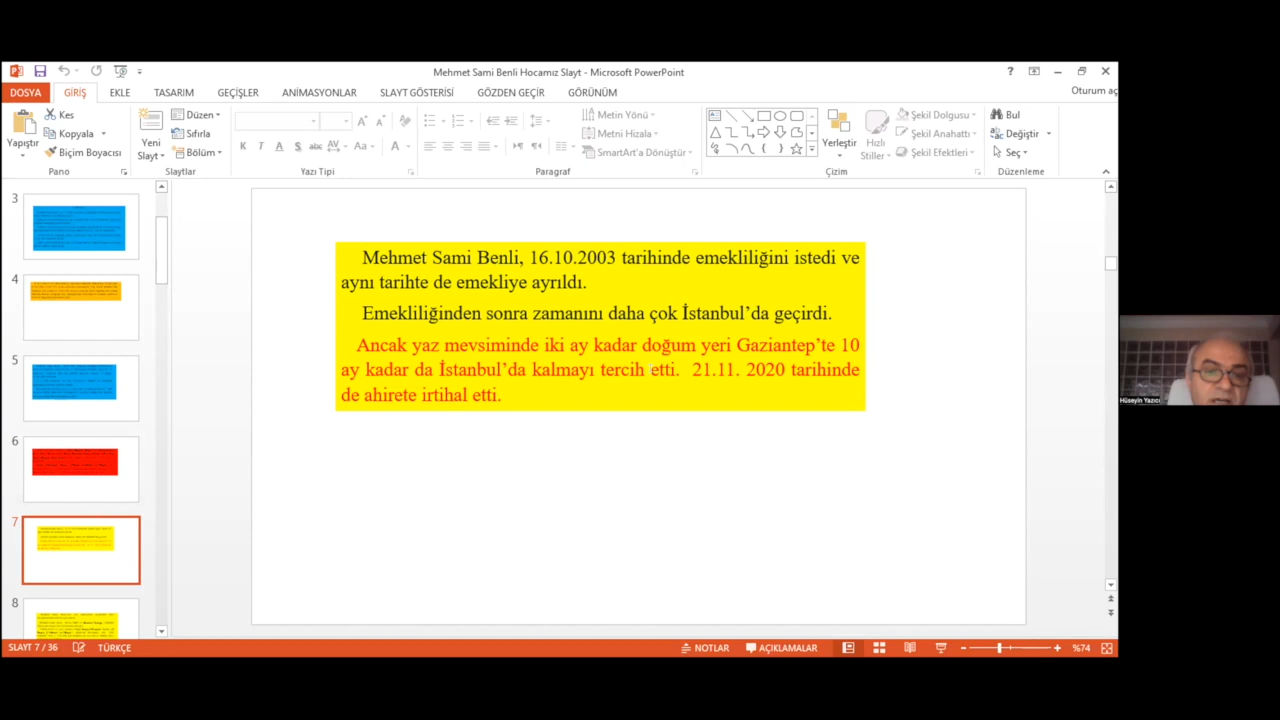 Mehmet Sami Benli Hocamız Slayt - Microsoft PowerPoint
DOSYA GİRİŞ EKLE TASARIM GEÇİŞLER ANİMASYONLAR SLAYT GÖSTERİSİ GÖZDEN GEÇİR GÖRÜNÜM Oturum aç
Yapıştır
Kes
Kopyala
Biçim Boyacısı
Pano
Yeni
Slayt
Düzen
Sıfırla
Bölüm
Slaytlar
Yazı Tipi
Metin Yönü
Metni Hizala
SmartArt'a Dönüştür
Paragraf
Yerleştir
Hızlı
Stiller
Şekil Dolgusu
Şekil Anahattı
Şekil Efektleri
Çizim
Bul
Değiştir
Seç
Düzenleme
3
4
5
6
7
8
Mehmet Sami Benli, 16.10.2003 tarihinde emekliliğini istedi ve
aynı tarihte de emekliye ayrıldı.
Emekliliğinden sonra zamanını daha çok İstanbul’da geçirdi.
Ancak yaz mevsiminde iki ay kadar doğum yeri Gaziantep’te 10
ay kadar da İstanbul’da kalmayı tercih etti. 21.11. 2020 tarihinde
de ahirete irtihal etti.
Hüseyin Yazıcı
SLAYT 7 / 36 TÜRKÇE NOTLAR AÇIKLAMALAR %74